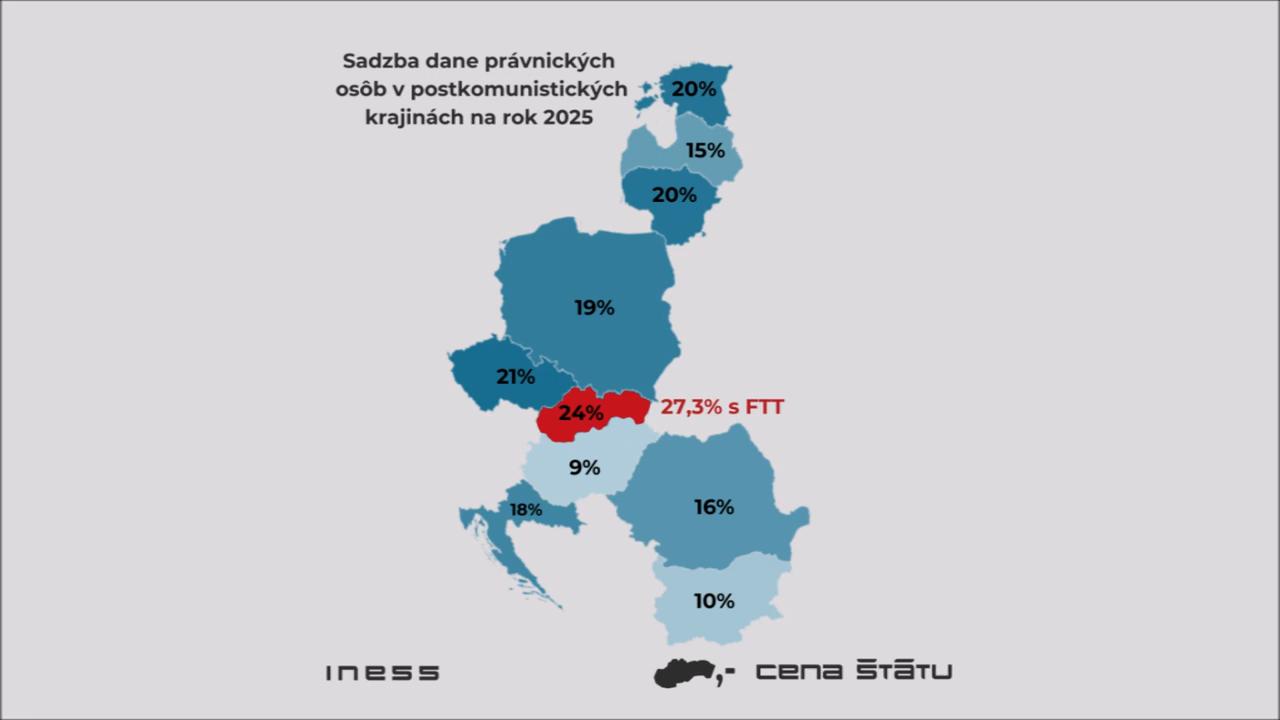 Sadzba dane právnických
osôb v postkomunistických
krajinách na rok 2025
20%
15%
20%
19%
21%
24%
27,3% s FTT
9%
18%
16%
10%
iness
,- cena štátu